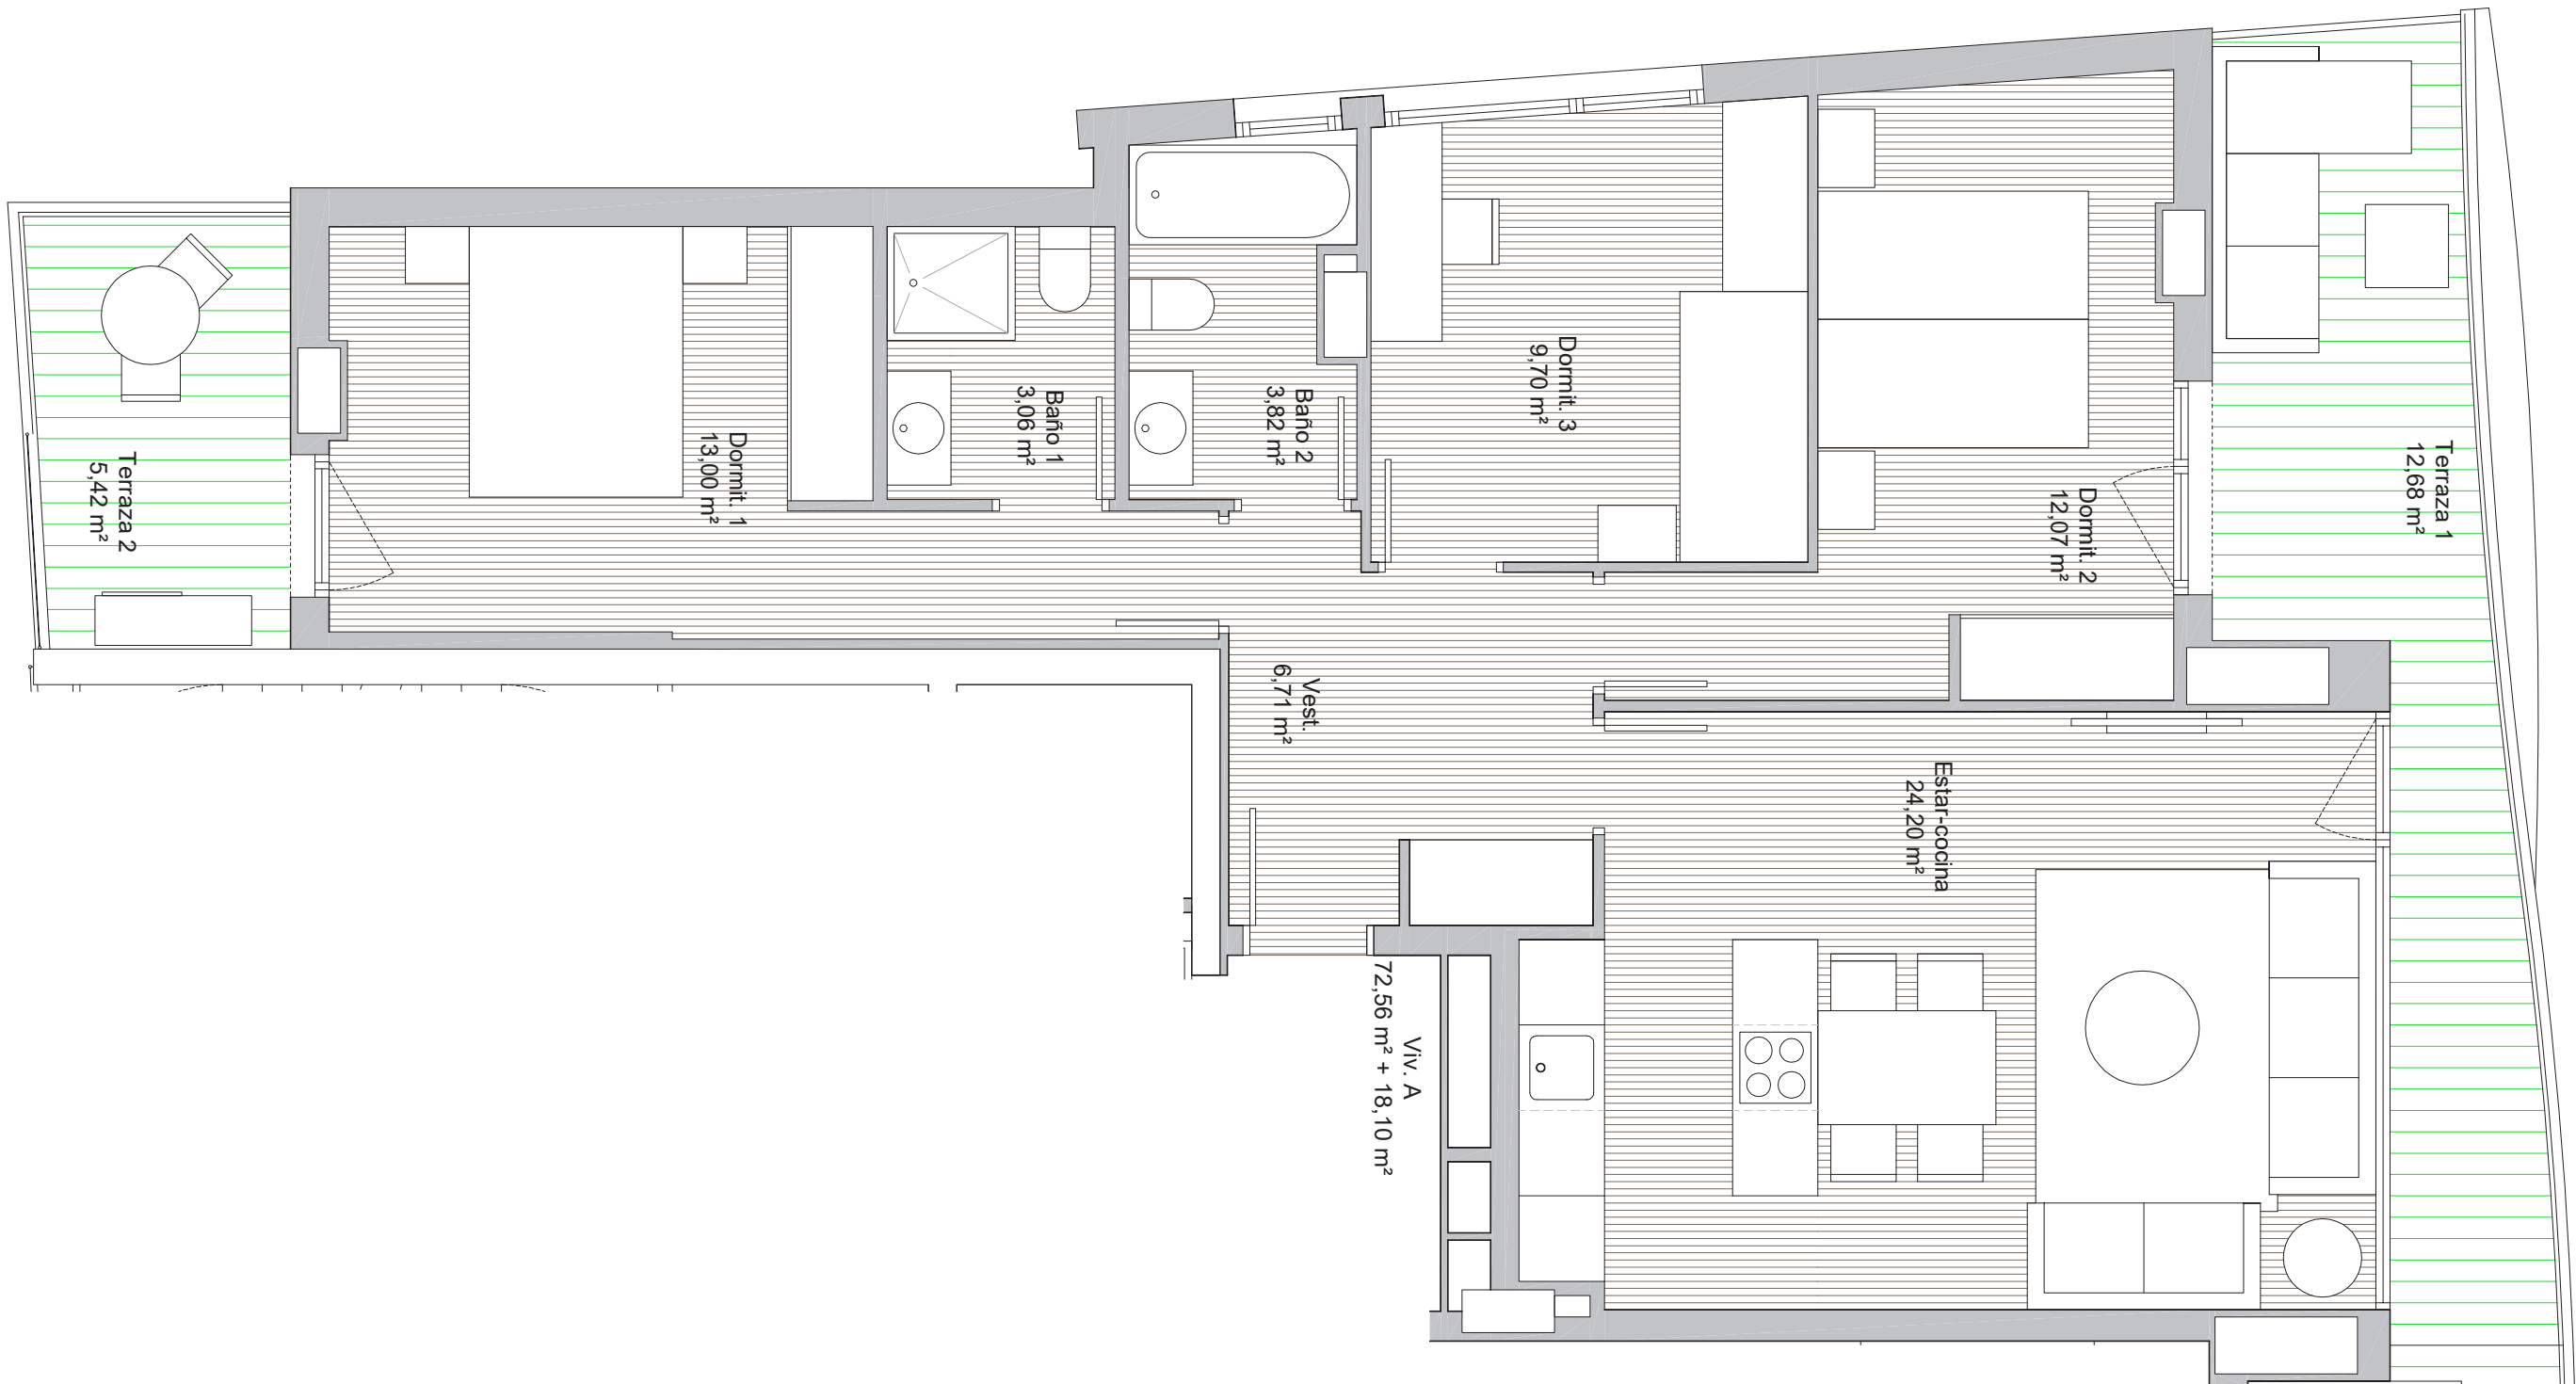 Terraza 2
5,42 m²
Dormit. 1
13,00 m²
Baño 1
3,06 m²
Baño 2
3,82 m²
Dormit. 3
9,70 m²
Dormit. 2
12,07 m²
Terraza 1
12,68 m²
Vest.
6,71 m²
Estar-cocina
24,20 m²
Viv. A
72,56 m² + 18,10 m²